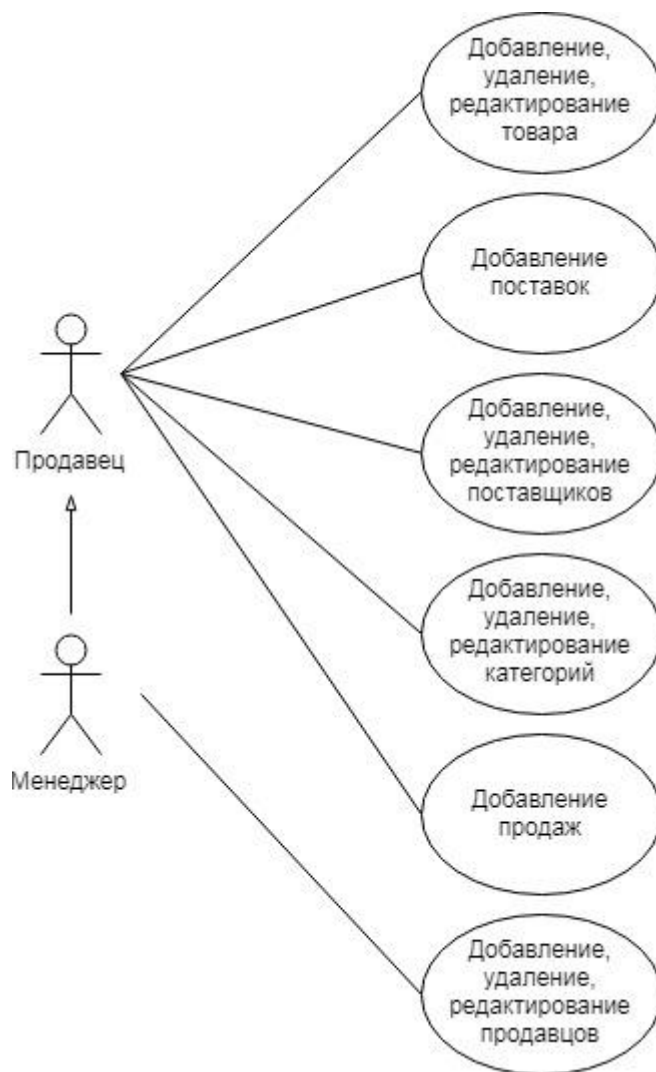 Добавление,
удаление,
редактирование
товара
Добавление
поставок
Добавление,
удаление,
редактирование
поставщиков
Продавец
Добавление,
удаление,
редактирование
категорий
Менеджер
Добавление
продаж
Добавление,
удаление,
редактирование
продавцов